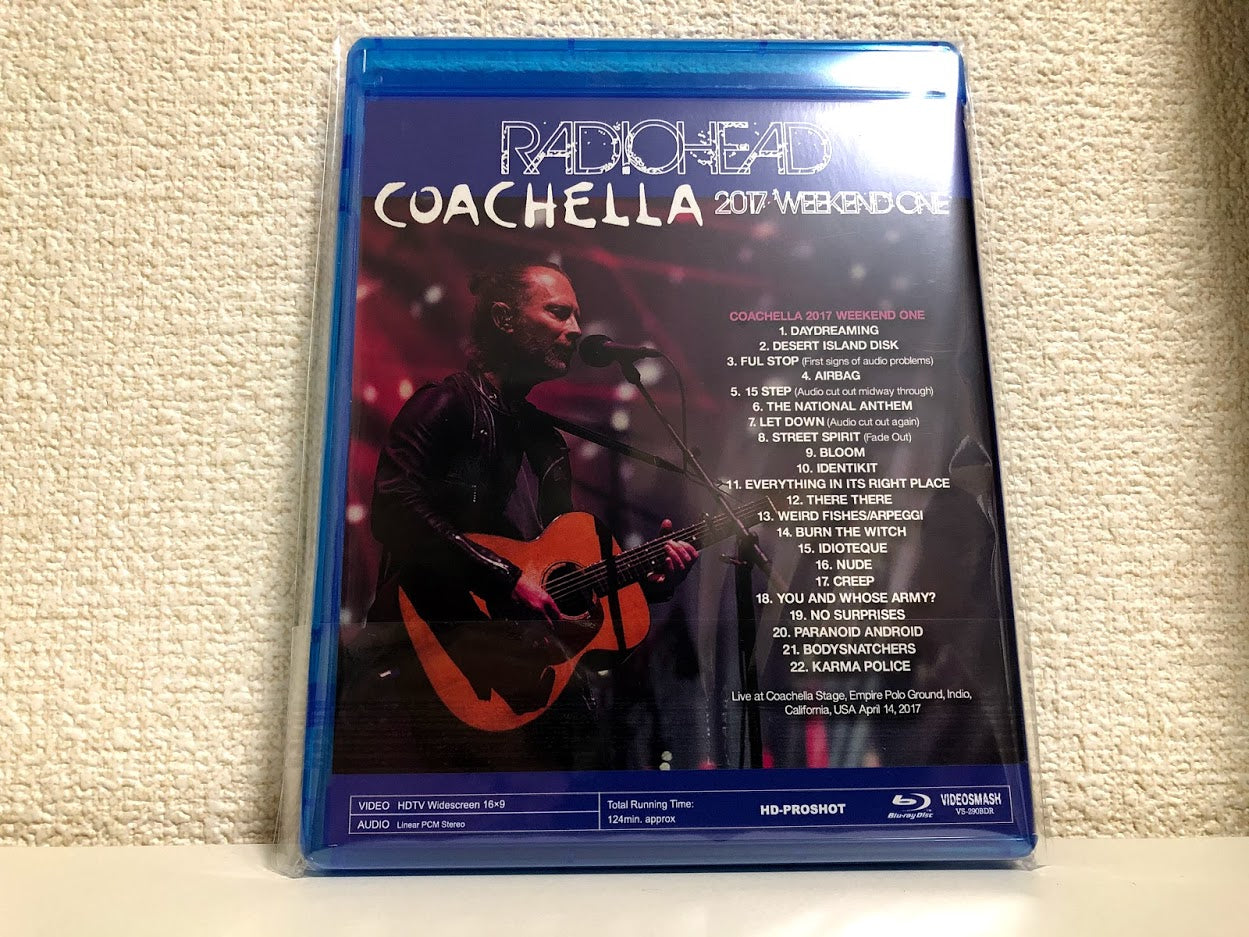 RADIOHEAD
COACHELLA 2017 WEEKEND ONE
COACHELLA 2017 WEEKEND ONE
1. DAYDREAMING
2. DESERT ISLAND DISK
3. FUL STOP (First signs of audio problems)
4. AIRBAG
5. 15 STEP (Audio cut out midway through)
6. THE NATIONAL ANTHEM
7. LET DOWN (Audio cut out again)
8. STREET SPIRIT (Fade Out)
9. BLOOM
10. IDENTIKIT
11. EVERYTHING IN ITS RIGHT PLACE
12. THERE THERE
13. WEIRD FISHES/ARPEGGI
14. BURN THE WITCH
15. IDIOTEQUE
16. NUDE
17. CREEP
18. YOU AND WHOSE ARMY?
19. NO SURPRISES
20. PARANOID ANDROID
21. BODYSNATCHERS
22. KARMA POLICE
Live at Coachella Stage, Empire Polo Ground, Indio,
California, USA April 14, 2017
VIDEO HDTV Widescreen 16×9
AUDIO Linear PCM Stereo
Total Running Time:
124min. approx
HD-PROSHOT
Blu-ray Disc
VIDEOSMASH
VS-290BDR